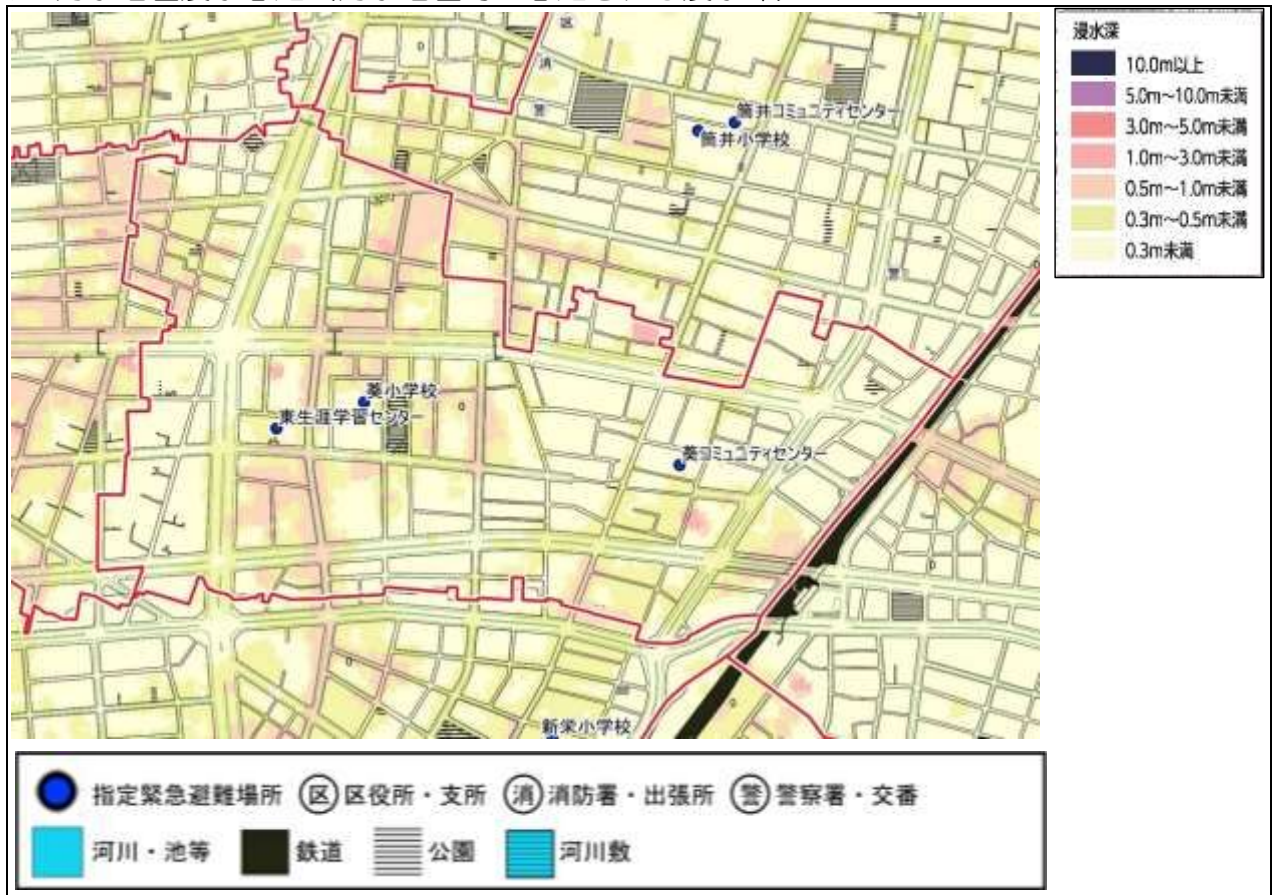 浸水深
10.0m以上
5.0m～10.0m未満
3.0m～5.0m未満
1.0m～3.0m未満
0.5m～1.0m未満
0.3m～0.5m未満
0.3m未満
区
消
警
筒井コミュニティセンター
筒井小学校
警
葵小学校
東生涯学習センター
葵コミュニティセンター
新栄小学校
指定緊急避難場所 区 区役所・支所 消 消防署・出張所 警 警察署・交番
河川・池等 鉄道 公園 河川敷